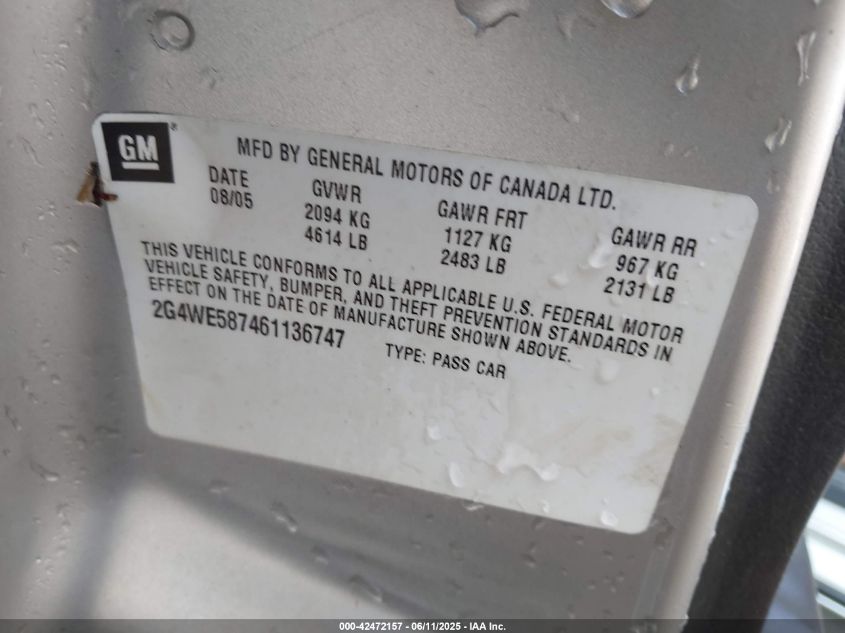 GM ®
MFD BY GENERAL MOTORS OF CANADA LTD.
DATE GVWR GAWR FRT GAWR RR
08/05 2094 KG 1127 KG 967 KG
4614 LB 2483 LB 2131 LB
THIS VEHICLE CONFORMS TO ALL APPLICABLE U.S. FEDERAL MOTOR
VEHICLE SAFETY, BUMPER, AND THEFT PREVENTION STANDARDS IN
EFFECT ON THE DATE OF MANUFACTURE SHOWN ABOVE.
2G4WE587461136747 TYPE: PASS CAR
000-42472157 - 06/11/2025 - IAA Inc.